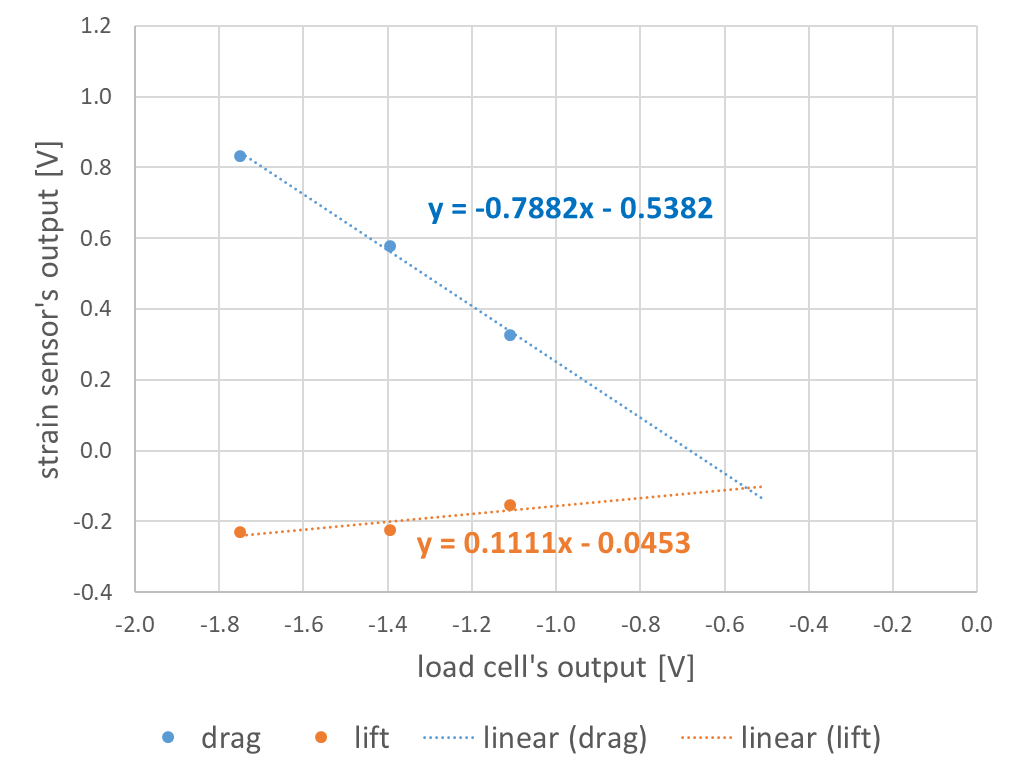 1.2
1.0
0.8
0.6
0.4
0.2
0.0
-0.2
-0.4
strain sensor's output [V]
y = -0.7882x - 0.5382
y = 0.1111x - 0.0453
-2.0 -1.8 -1.6 -1.4 -1.2 -1.0 -0.8 -0.6 -0.4 -0.2 0.0
load cell's output [V]
drag lift linear (drag) linear (lift)